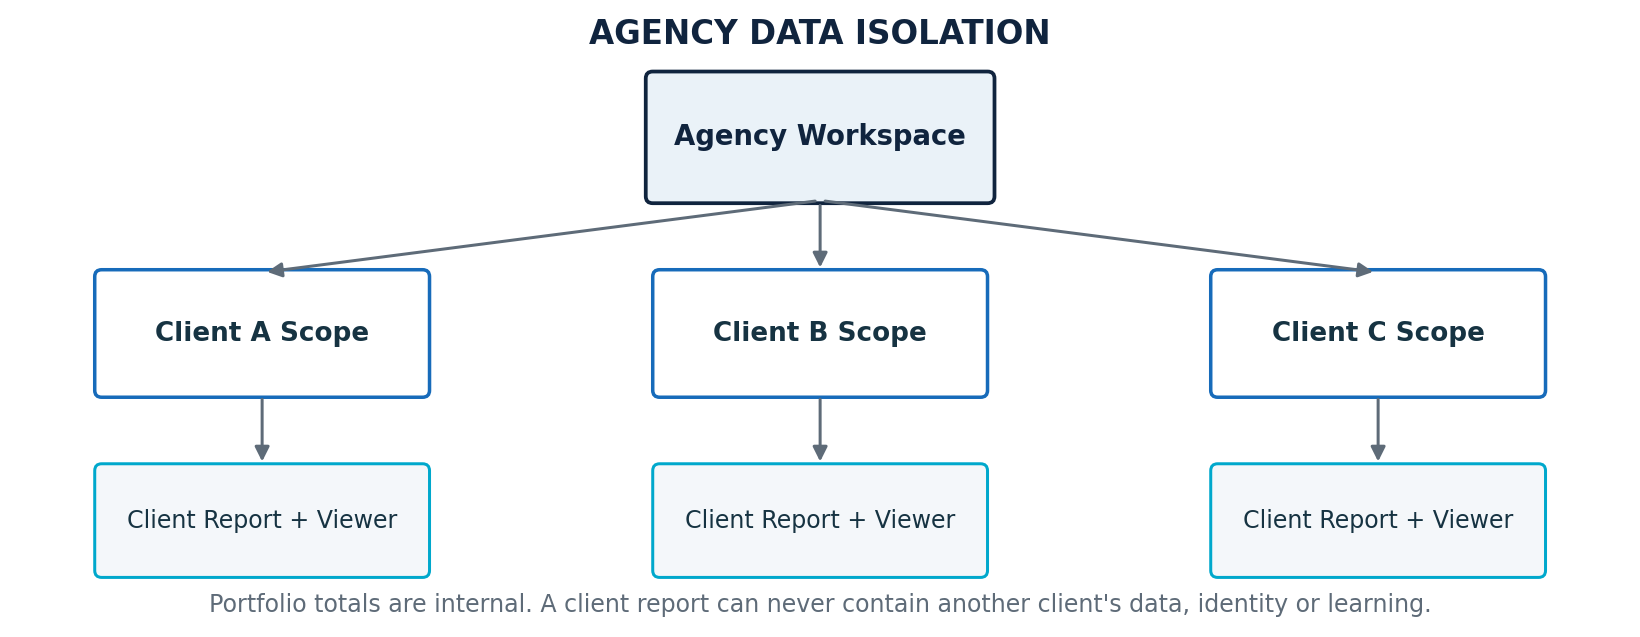 AGENCY DATA ISOLATION
Agency Workspace
Client A Scope
Client B Scope
Client C Scope
Client Report + Viewer
Client Report + Viewer
Client Report + Viewer
Portfolio totals are internal. A client report can never contain another client's data, identity or learning.